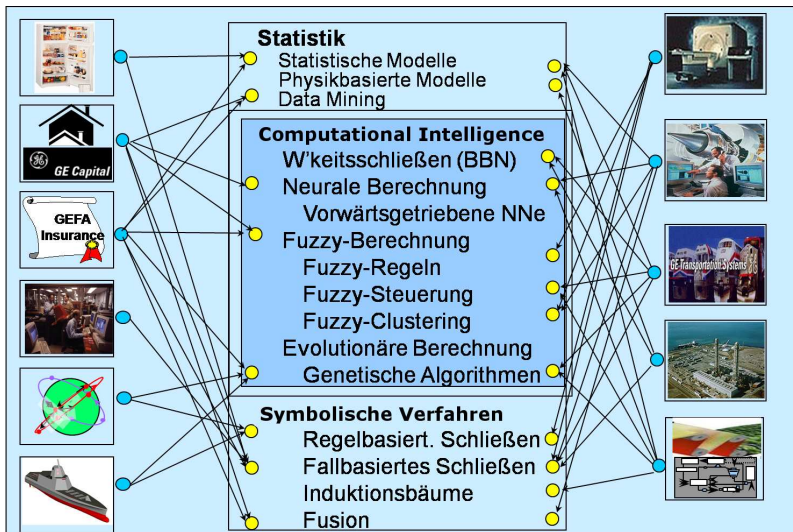 Statistik
Statistische Modelle
Physikbasierte Modelle
Data Mining
Computational Intelligence
W'keitsschließen (BBN)
Neurale Berechnung
Vorwärtsgetriebene NNe
Fuzzy-Berechnung
Fuzzy-Regeln
Fuzzy-Steuerung
Fuzzy-Clustering
Evolutionäre Berechnung
Genetische Algorithmen
Symbolische Verfahren
Regelbasiert. Schließen
Fallbasiertes Schließen
Induktionsbäume
Fusion
GE Capital
GEFA
Insurance
GE Transportation Systems